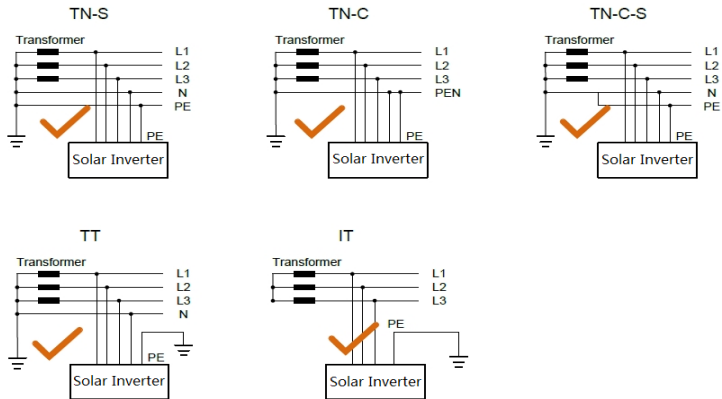 TN-S
TN-C
TN-C-S
Transformer
L1
L2
L3
N
PE
PE
Solar Inverter
Transformer
L1
L2
L3
PEN
PE
Solar Inverter
Transformer
L1
L2
L3
N
PE
PE
Solar Inverter
TT
IT
Transformer
L1
L2
L3
N
PE
Solar Inverter
Transformer
L1
L2
L3
PE
Solar Inverter